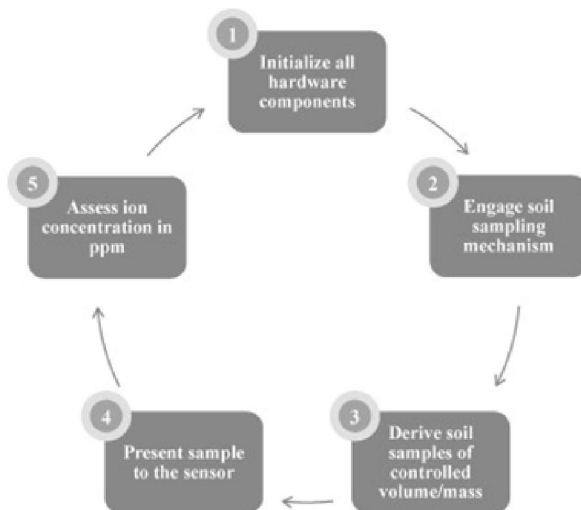 1
Initialize all
hardware
components
2
Engage soil
sampling
mechanism
3
Derive soil
samples of
controlled
volume/mass
4
Present sample
to the sensor
5
Assess ion
concentration in
ppm